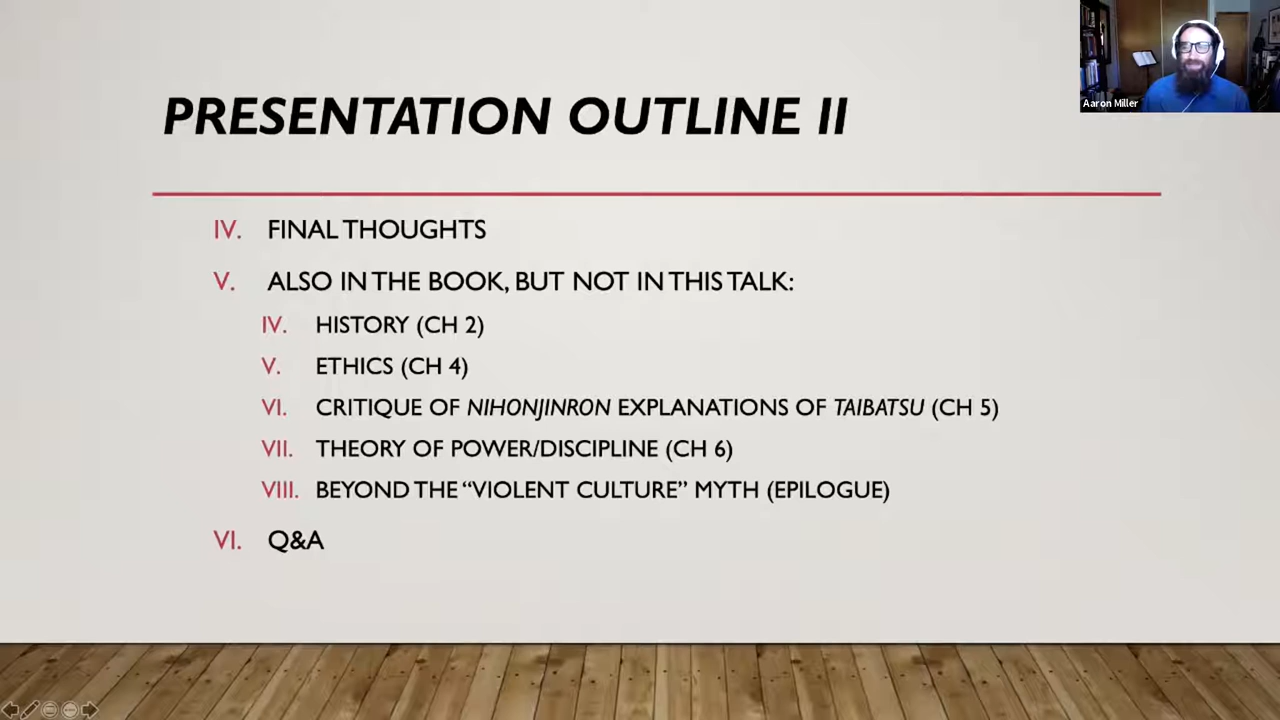 PRESENTATION OUTLINE II
Aaron Miller
IV. FINAL THOUGHTS
V. ALSO IN THE BOOK, BUT NOT IN THIS TALK:
IV. HISTORY (CH 2)
V. ETHICS (CH 4)
VI. CRITIQUE OF NIHONJINRON EXPLANATIONS OF TAIBATSU (CH 5)
VII. THEORY OF POWER/DISCIPLINE (CH 6)
VIII. BEYOND THE “VIOLENT CULTURE” MYTH (EPILOGUE)
VI. Q&A